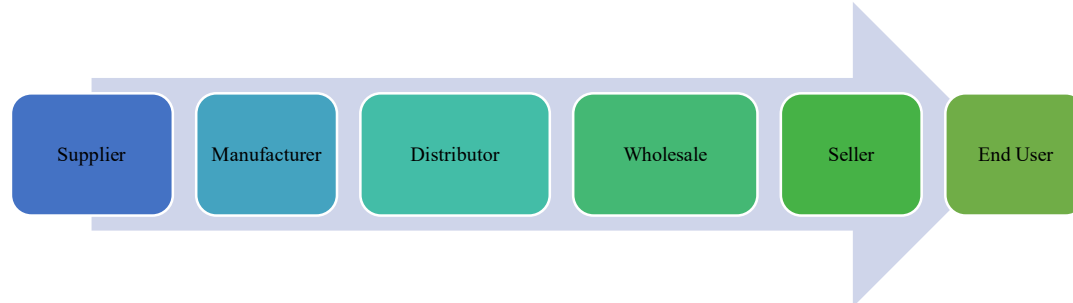 Supplier
Manufacturer
Distributor
Wholesale
Seller
End User